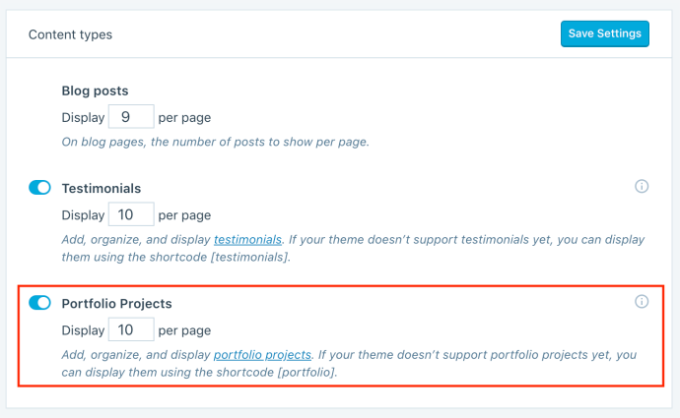 Content types
Save Settings
Blog posts
Display 9 per page
On blog pages, the number of posts to show per page.
Testimonials
Display 10 per page
Add, organize, and display testimonials. If your theme doesn’t support testimonials yet, you can display
them using the shortcode [testimonials].
Portfolio Projects
Display 10 per page
Add, organize, and display portfolio projects. If your theme doesn’t support portfolio projects yet, you
can display them using the shortcode [portfolio].